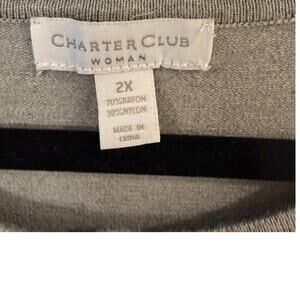 CHARTER CLUB
WOMAN
2X
70%RAYON
30%NYLON
MADE IN
CHINA